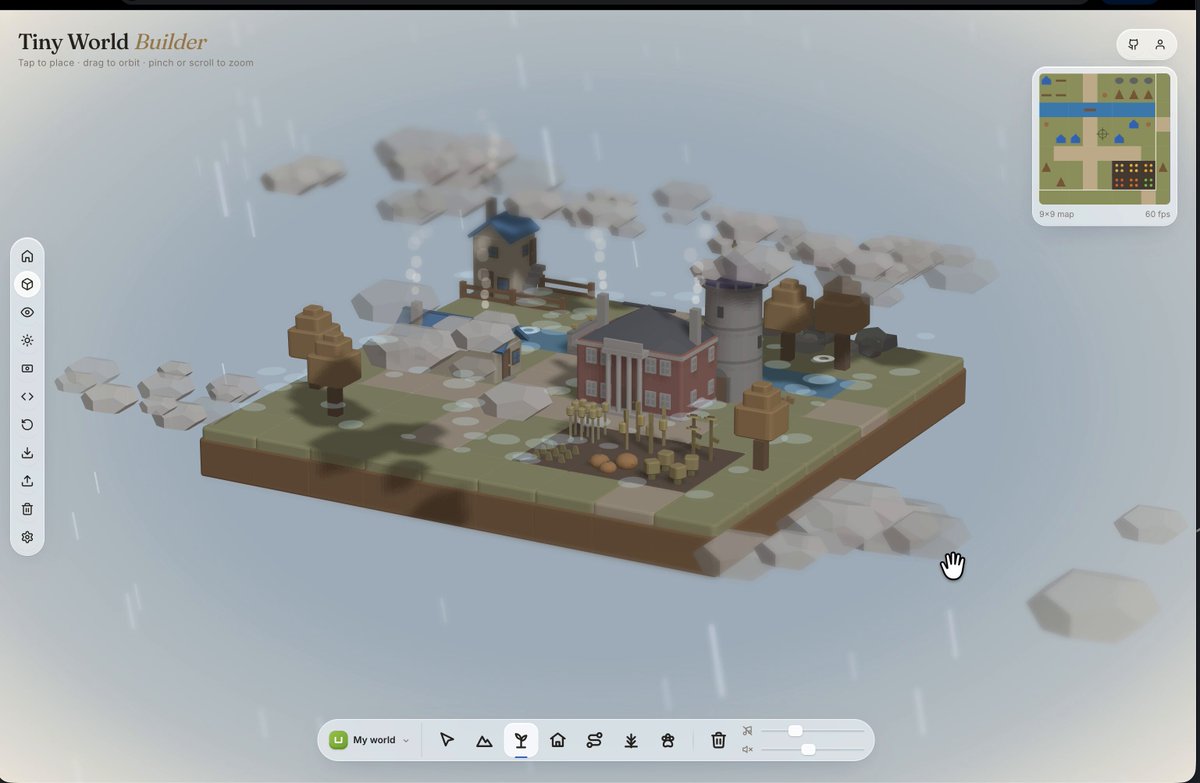 Tiny World Builder
Tap to place · drag to orbit · pinch or scroll to zoom
9×9 map
60 fps
My world